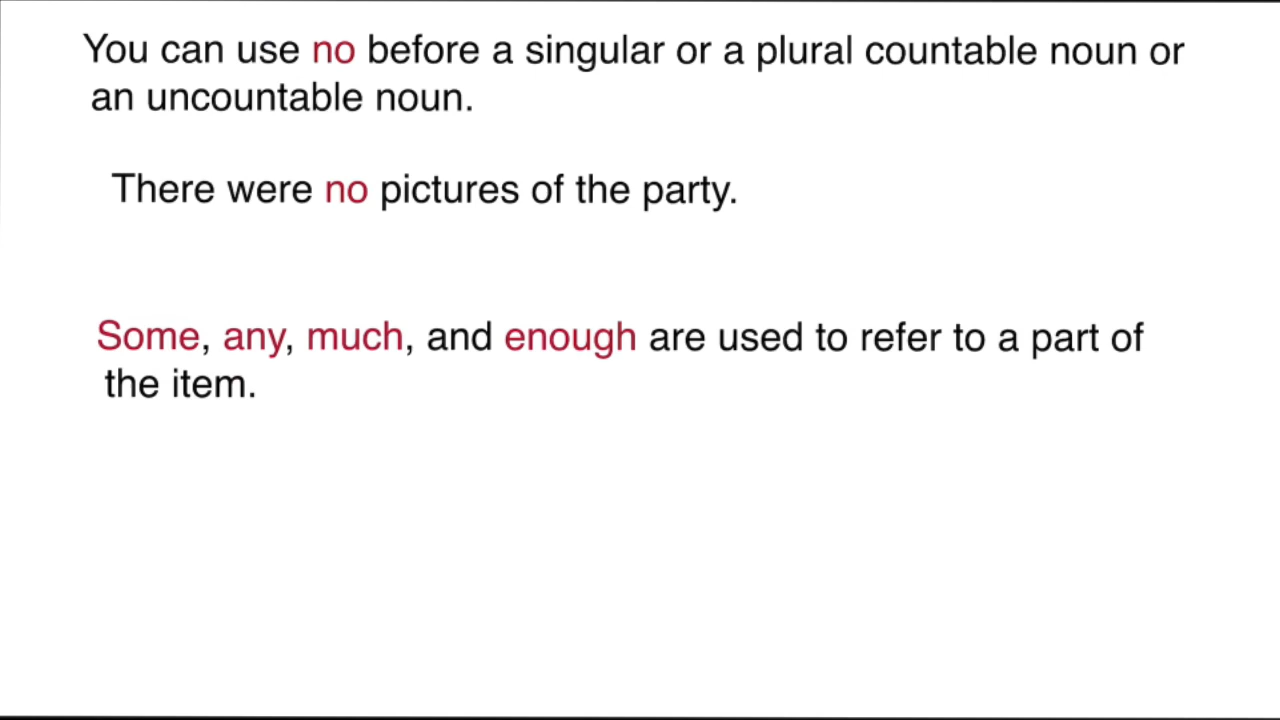 You can use no before a singular or a plural countable noun or
an uncountable noun.
There were no pictures of the party.
Some, any, much, and enough are used to refer to a part of
the item.